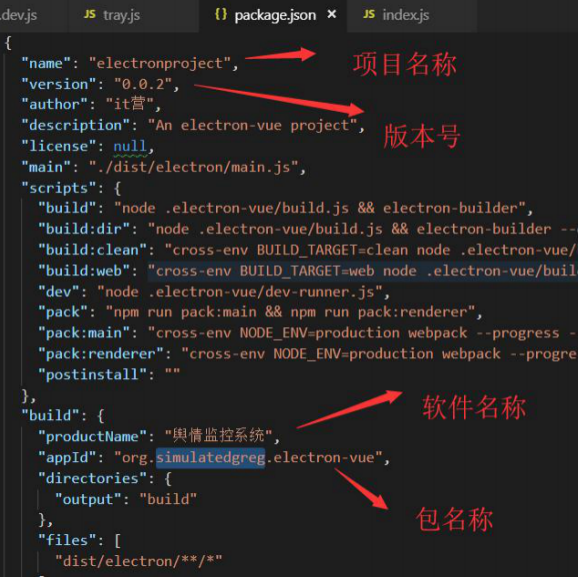 .dev.js JS tray.js {} package.json × JS index.js
{
"name": "electronproject", 项目名称
"version": "0.0.2",
"author": "it营", 版本号
"description": "An electron-vue project",
"license": null,
"main": "./dist/electron/main.js",
"scripts": {
"build": "node .electron-vue/build.js && electron-builder",
"build:dir": "node .electron-vue/build.js && electron-builder --
"build:clean": "cross-env BUILD_TARGET=clean node .electron-vue/
"build:web": "cross-env BUILD_TARGET=web node .electron-vue/buil
"dev": "node .electron-vue/dev-runner.js",
"pack": "npm run pack:main && npm run pack:renderer",
"pack:main": "cross-env NODE_ENV=production webpack --progress -
"pack:renderer": "cross-env NODE_ENV=production webpack --progre
"postinstall": ""
},
"build": { 软件名称
"productName": "舆情监控系统",
"appId": "org.simulatedgreg.electron-vue",
"directories": {
"output": "build"
}, 包名称
"files": [
"dist/electron/**/*"